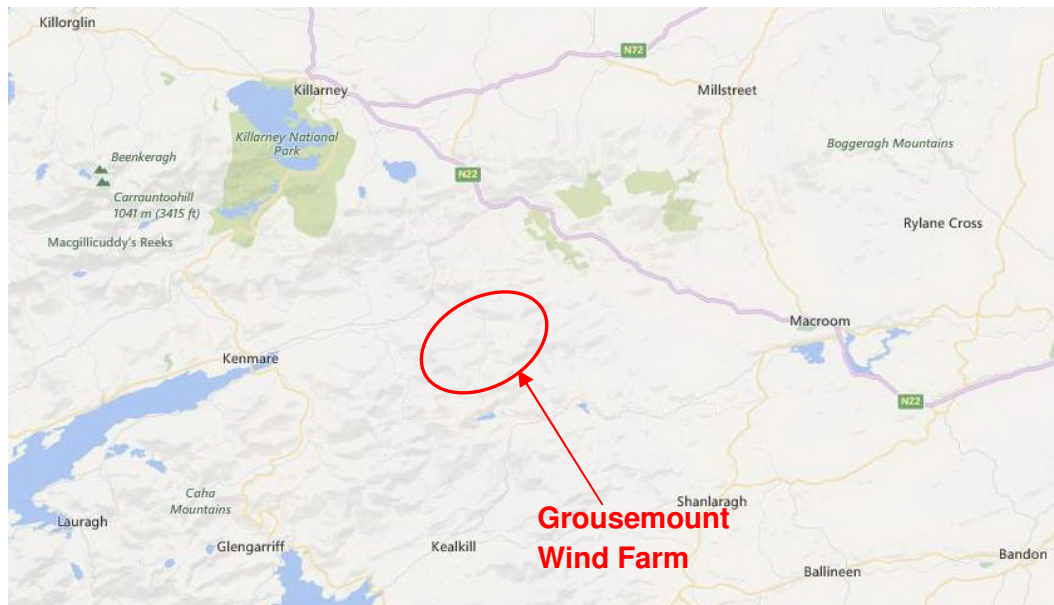 Killorglin
N72
Killarney
Millstreet
Killarney National
Park
Boggeragh Mountains
Beenkeragh
N22
Carrauntoohill
1041 m (3415 ft)
Rylane Cross
Macgillicuddy's Reeks
Macroom
Kenmare
N22
Caha
Mountains
Shanlaragh
Grousemount
Wind Farm
Lauragh
Glengarriff
Kealkill
Bandon
Ballineen